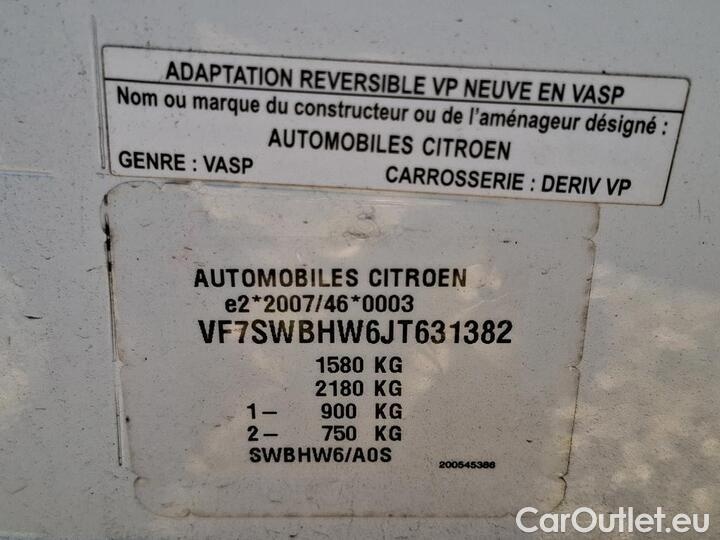 ADAPTATION REVERSIBLE VP NEUVE EN VASP
Nom ou marque du constructeur ou de l'aménageur désigné :
AUTOMOBILES CITROEN
GENRE : VASP CARROSSERIE : DERIV VP
AUTOMOBILES CITROEN
e2*2007/46*0003
VF7SWBHW6JT631382
1580 KG
2180 KG
1– 900 KG
2– 750 KG
SWBHW6/A0S 200545386
CarOutlet.eu